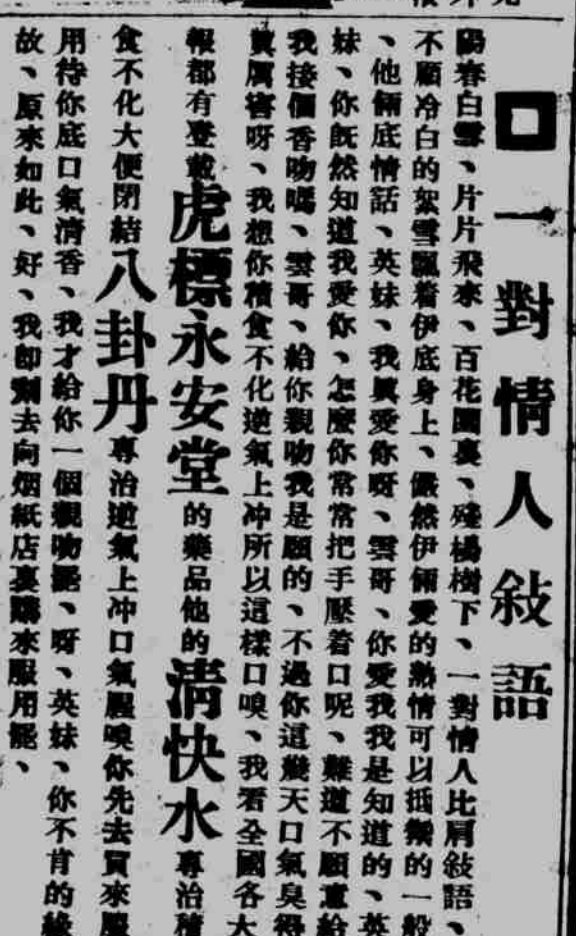 一對情人敍語
陽春白雪、片片飛來、百花園裏、殘楊樹下、一對情人比肩敍語、
不顧冷白的絮雪飄着伊底身上、儼然伊倆愛的熱情可以抵禦的一般
、他倆底情話、英妹、我眞愛你呀、雲哥、你愛我我是知道的、英
妹、你旣然知道我愛你、怎麼你常常把手壓着口呢、難道不願意給
我接個香吻嗎、雲哥、給你親吻我是願的、不過你這幾天口氣臭得
眞厲害呀、我想你積食不化逆氣上冲所以這樣口嗅、我看全國各大
報都有登載虎標永安堂的藥品他的淸快水專治積
食不化大便閉結八卦丹專治逆氣上冲口氣腥嗅你先去買來服
用待你底口氣清香、我才給你一個親吻罷、呀、英妹、你不肯的緣
故、原來如此、好、我卽刻去向烟紙店裏購來服用罷、